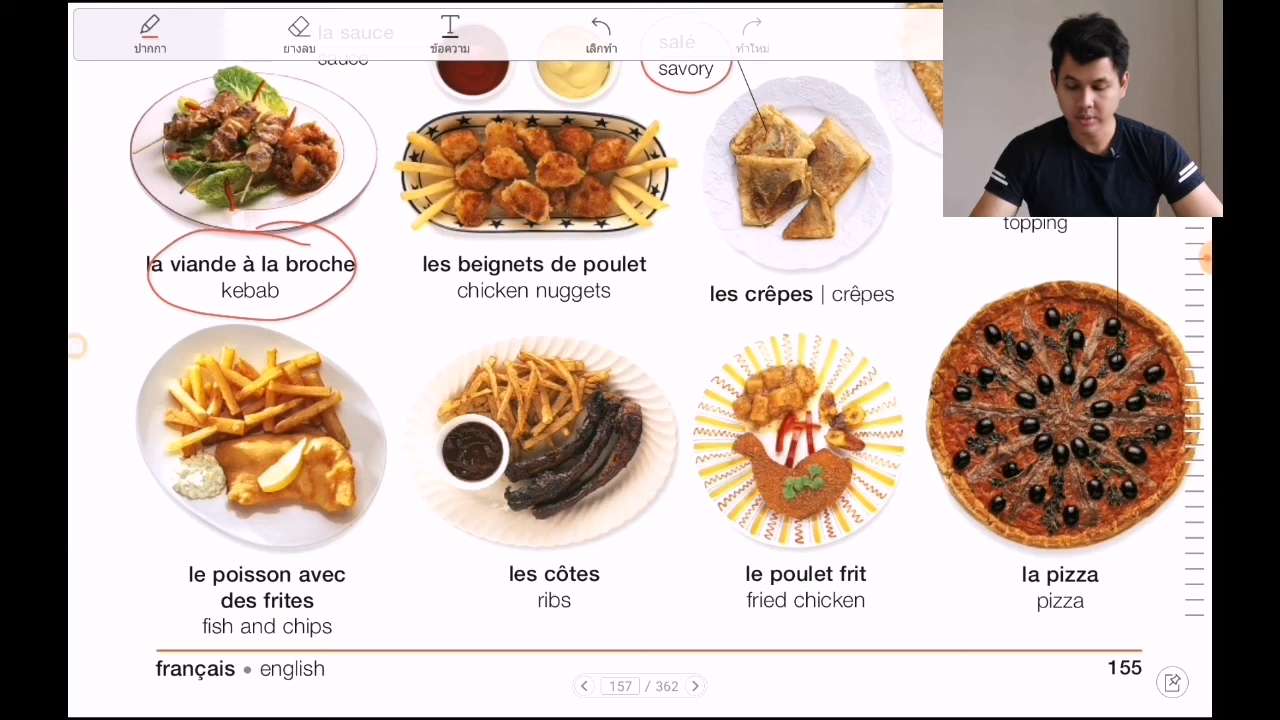 ปากกา
ยางลบ
ข้อความ
เลิกทำ
ทำใหม่
la sauce
sauce
salé
savory
topping
la viande à la broche
kebab
les beignets de poulet
chicken nuggets
les crêpes | crêpes
le poisson avec
des frites
fish and chips
les côtes
ribs
le poulet frit
fried chicken
la pizza
pizza
français • english
155
157 / 362